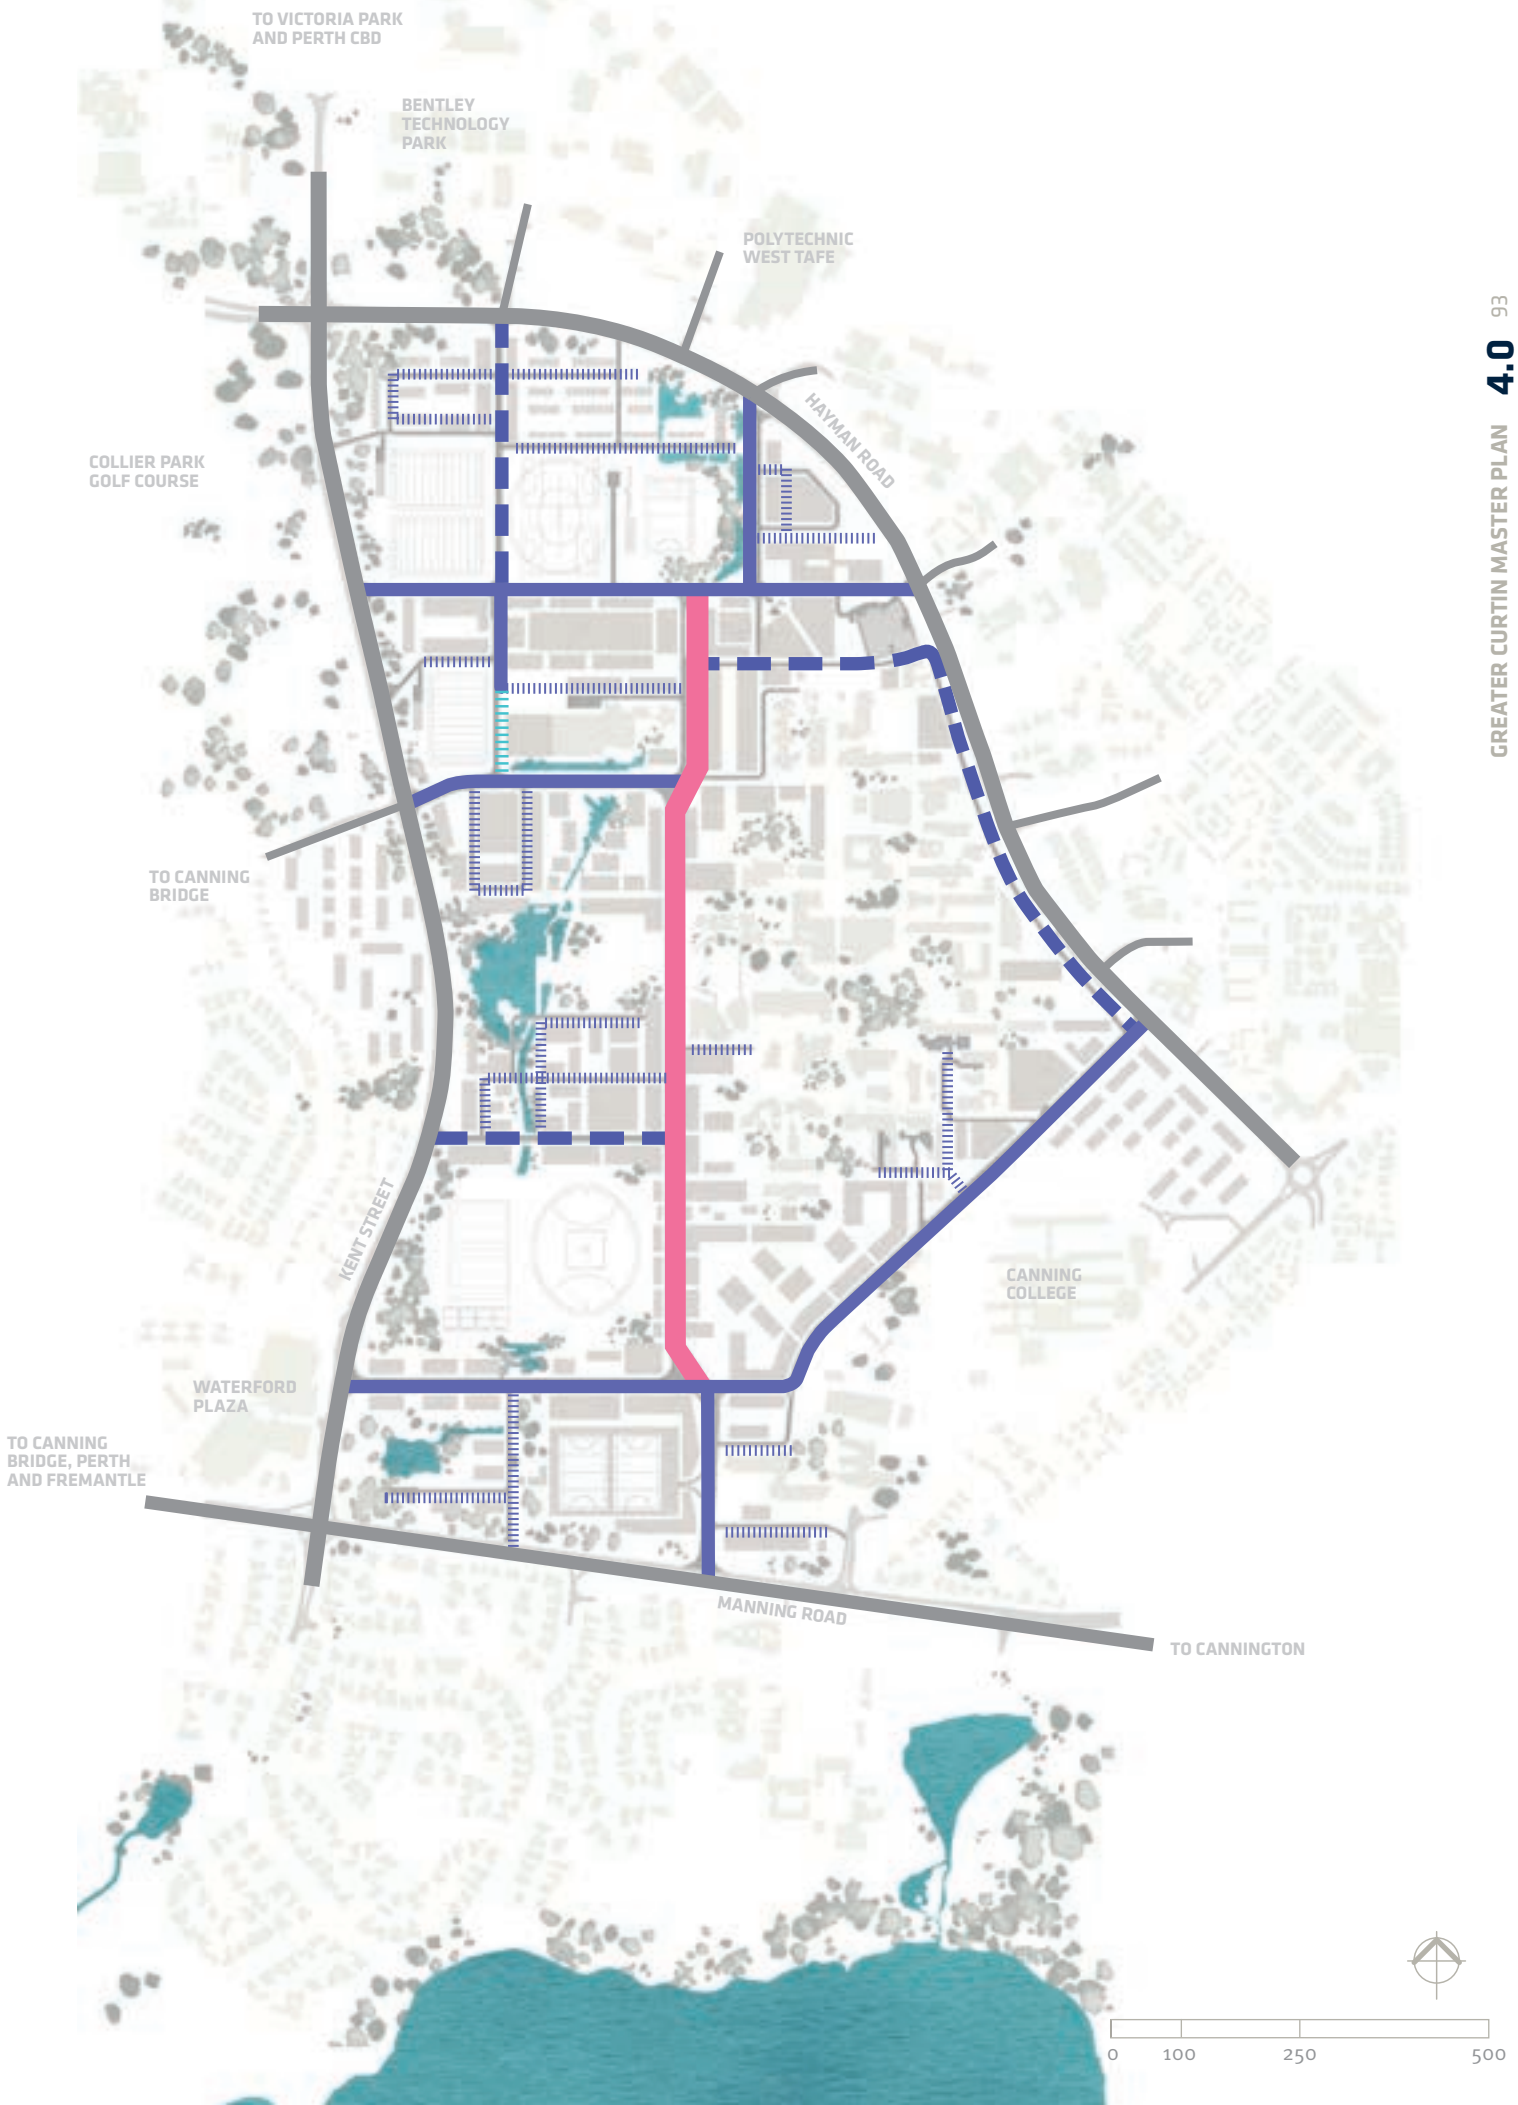 TO VICTORIA PARK
AND PERTH CBD
BENTLEY
TECHNOLOGY
PARK
POLYTECHNIC
WEST TAFE
HAYMAN ROAD
COLLIER PARK
GOLF COURSE
TO CANNING
BRIDGE
KENT STREET
CANNING
COLLEGE
WATERFORD
PLAZA
TO CANNING
BRIDGE, PERTH
AND FREMANTLE
MANNING ROAD
TO CANNINGTON
0 100 250 500
GREATER CURTIN MASTER PLAN 4.0 93